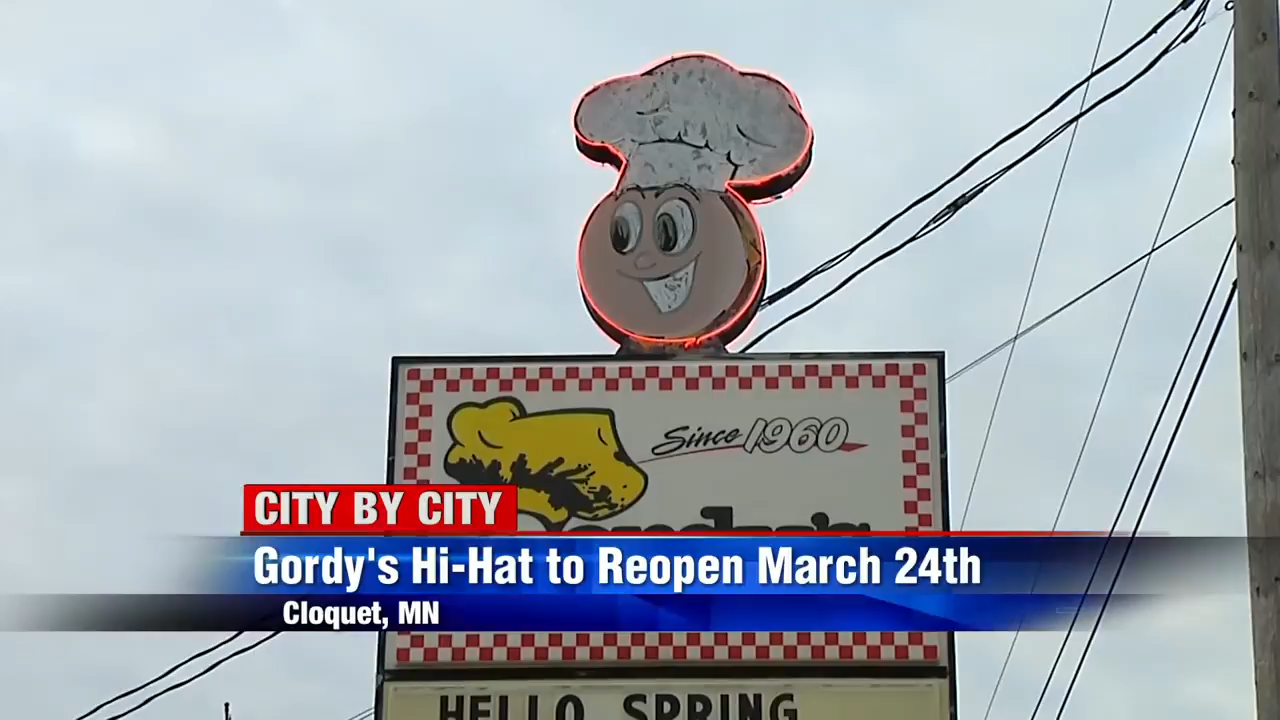 Since 1960
CITY BY CITY
Gordy's Hi-Hat to Reopen March 24th
Cloquet, MN
HELLO SPRING